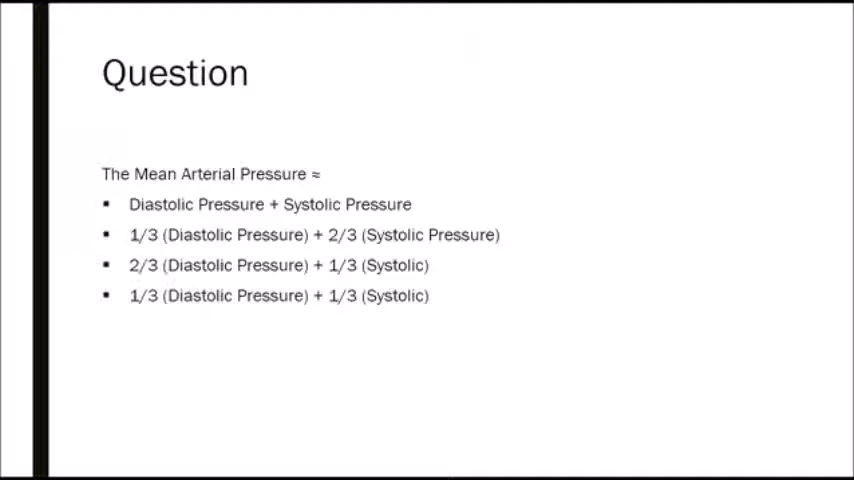 Question
The Mean Arterial Pressure ≈
▪ Diastolic Pressure + Systolic Pressure
▪ 1/3 (Diastolic Pressure) + 2/3 (Systolic Pressure)
▪ 2/3 (Diastolic Pressure) + 1/3 (Systolic)
▪ 1/3 (Diastolic Pressure) + 1/3 (Systolic)